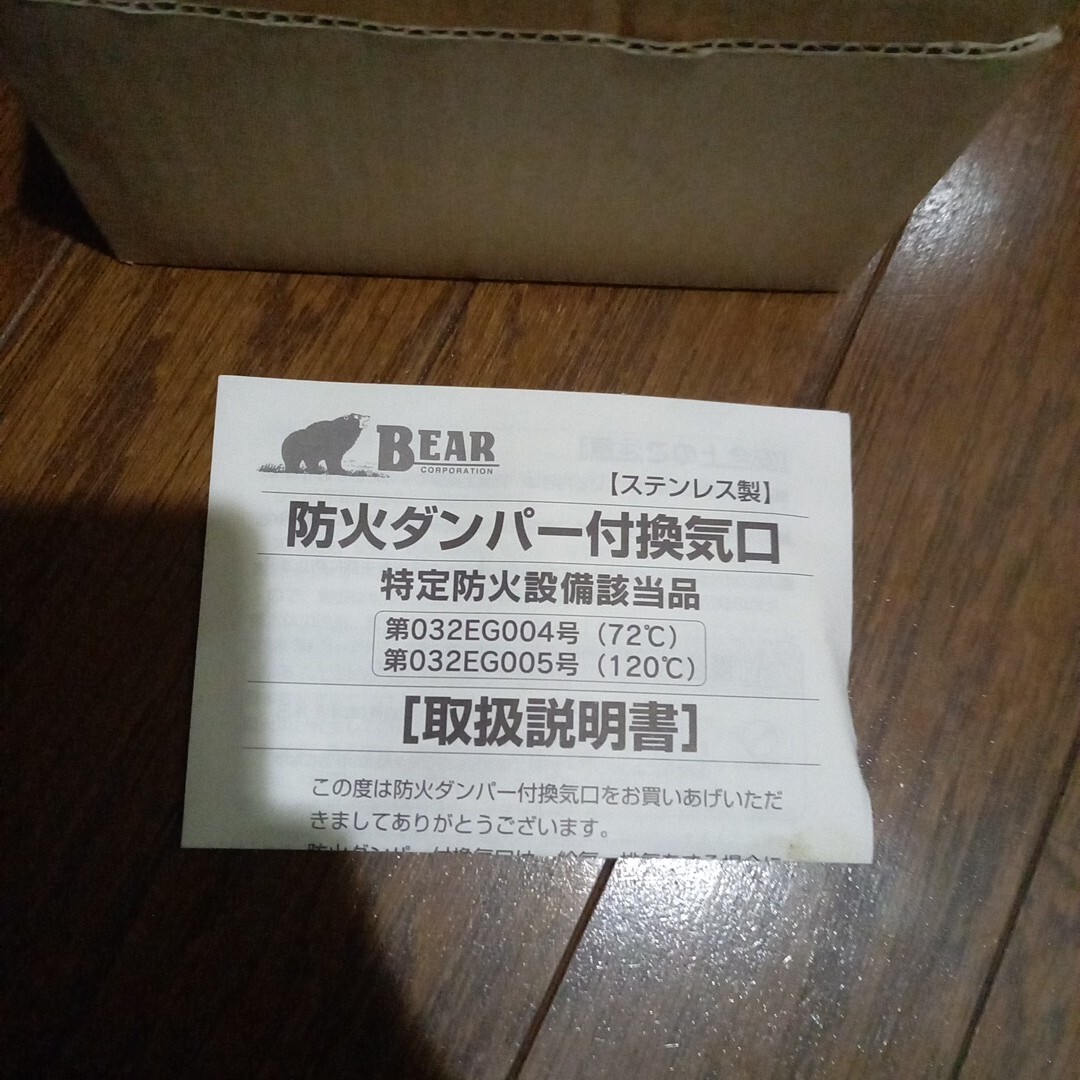 BEAR
CORPORATION
【ステンレス製】
防火ダンパー付換気口
特定防火設備該当品
第032EG004号（72℃）
第032EG005号（120℃）
［取扱説明書］
この度は防火ダンパー付換気口をお買いあげいただ
きましてありがとうございます。